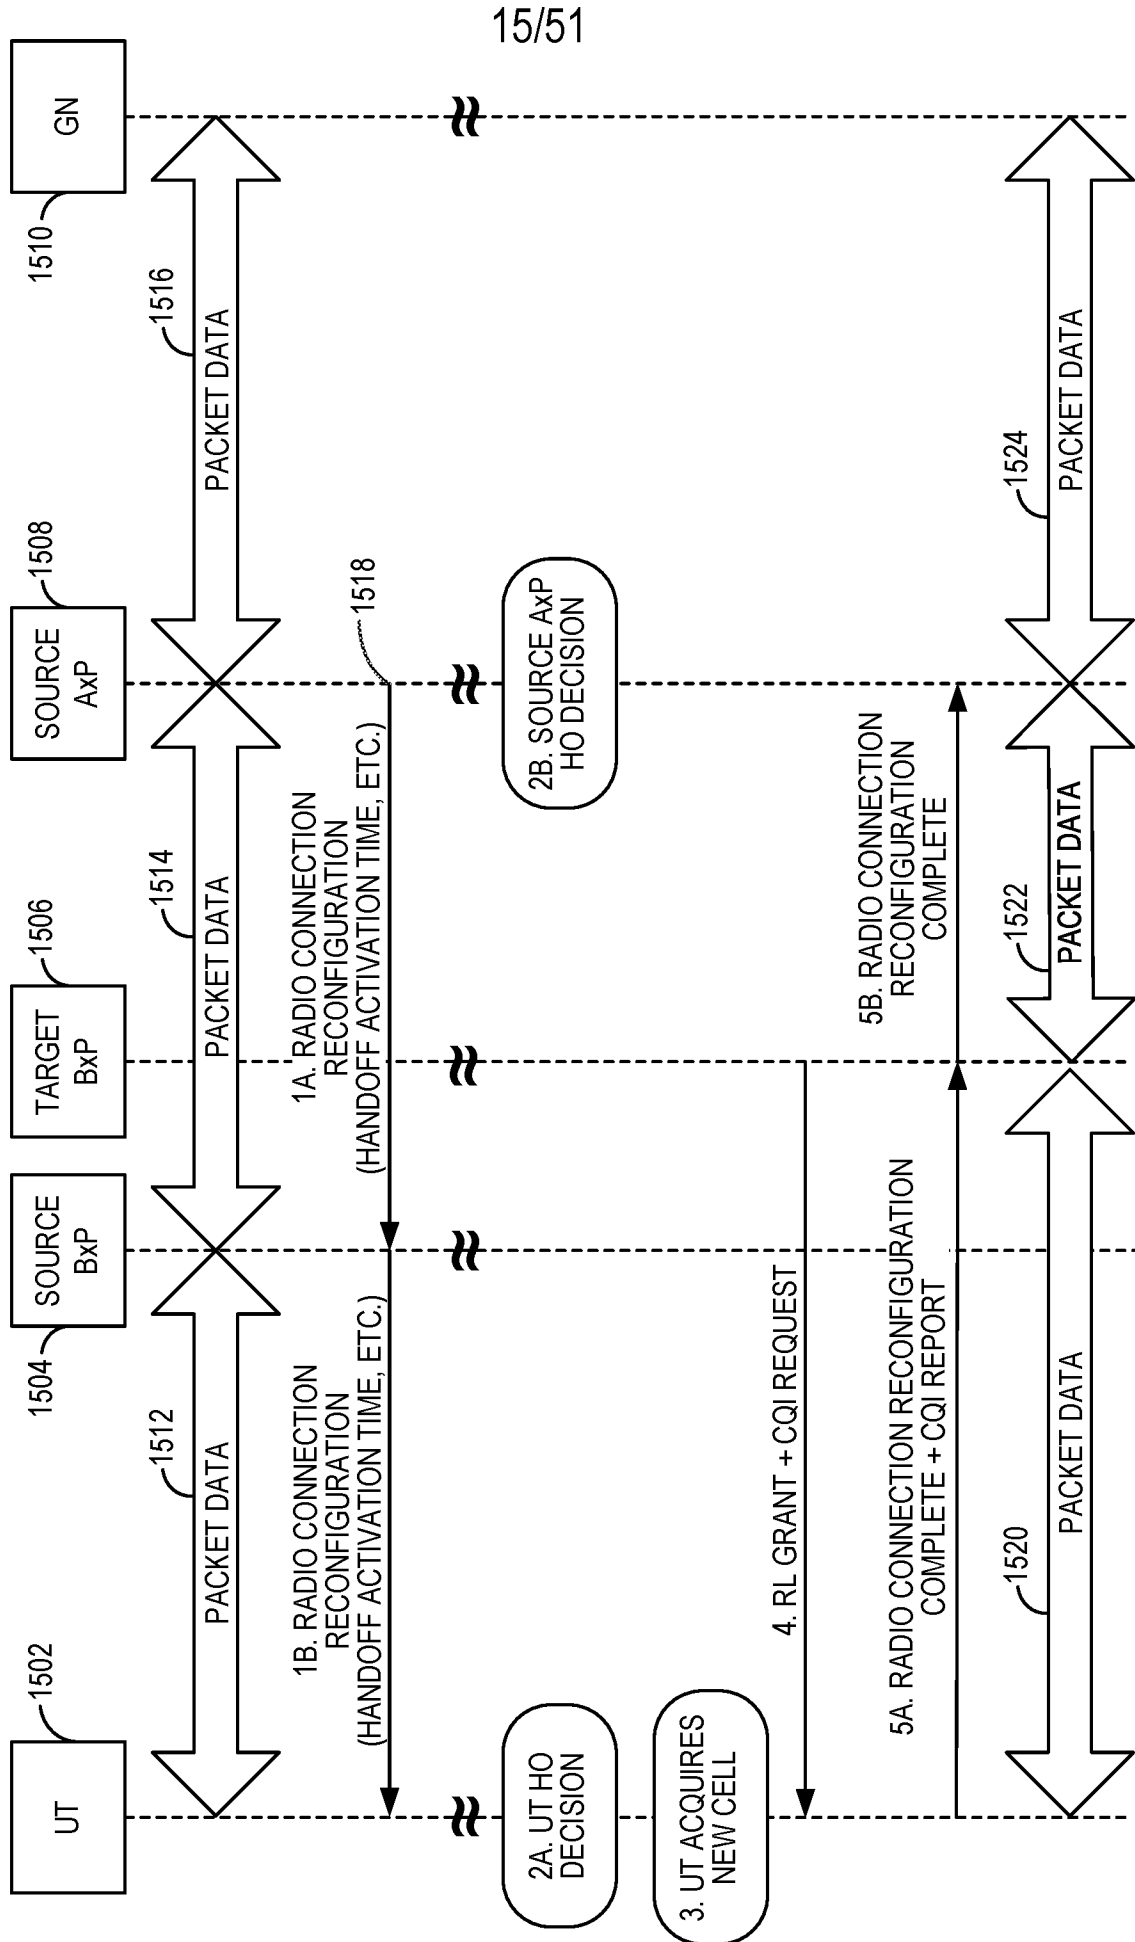 15/51
UT
1502
SOURCE
BxP
1504
TARGET
BxP
1506
SOURCE
AxP
1508
GN
1510
PACKET DATA
1512
PACKET DATA
1514
PACKET DATA
1516
1B. RADIO CONNECTION
RECONFIGURATION
(HANDOFF ACTIVATION TIME, ETC.)
1A. RADIO CONNECTION
RECONFIGURATION
(HANDOFF ACTIVATION TIME, ETC.)
1518
2A. UT HO
DECISION
2B. SOURCE AxP
HO DECISION
3. UT ACQUIRES
NEW CELL
4. RL GRANT + CQI REQUEST
5A. RADIO CONNECTION RECONFIGURATION
COMPLETE + CQI REPORT
5B. RADIO CONNECTION
RECONFIGURATION
COMPLETE
1520
PACKET DATA
1522
PACKET DATA
1524
PACKET DATA